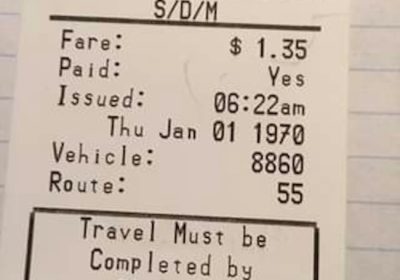 S/D/M
Fare: $ 1.35
Paid: Yes
Issued: 06:22am
Thu Jan 01 1970
Vehicle: 8860
Route: 55
Travel Must be
Completed by